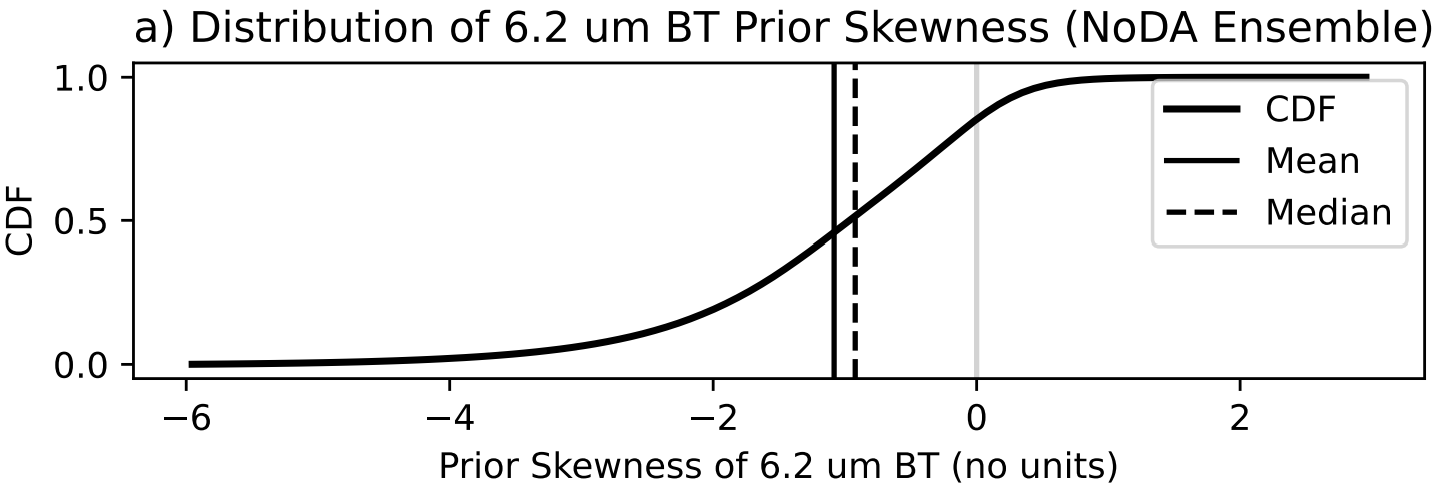 a) Distribution of 6.2 um BT Prior Skewness (NoDA Ensemble)
1.0
0.5
0.0
CDF
CDF
Mean
Median
−6
−4
−2
0
2
Prior Skewness of 6.2 um BT (no units)